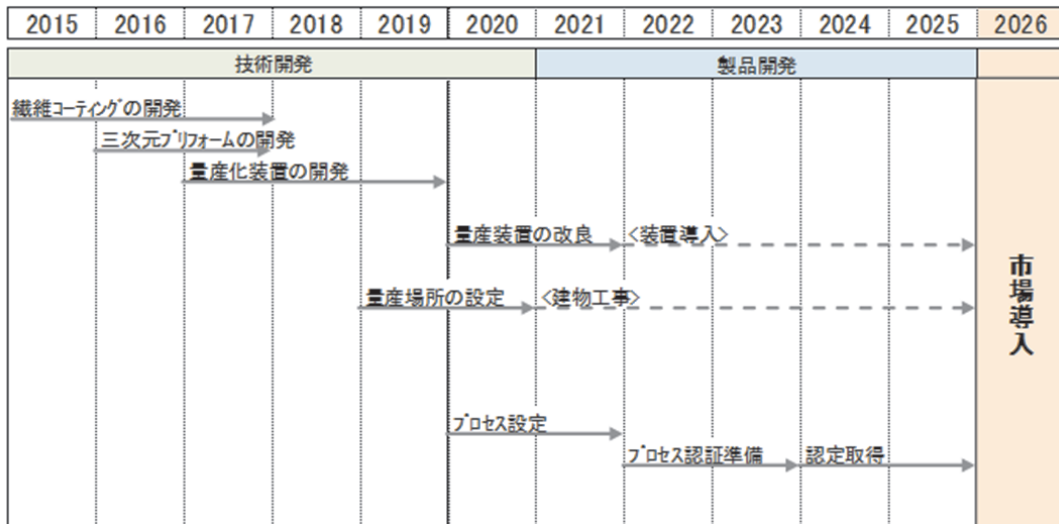 2015 2016 2017 2018 2019 2020 2021 2022 2023 2024 2025 2026
技術開発 製品開発
繊維コーティングの開発
三次元プリフォームの開発
量産化装置の開発
量産装置の改良 <装置導入>
量産場所の設定 <建物工事>
市場導入
プロセス設定
プロセス認証準備 認定取得